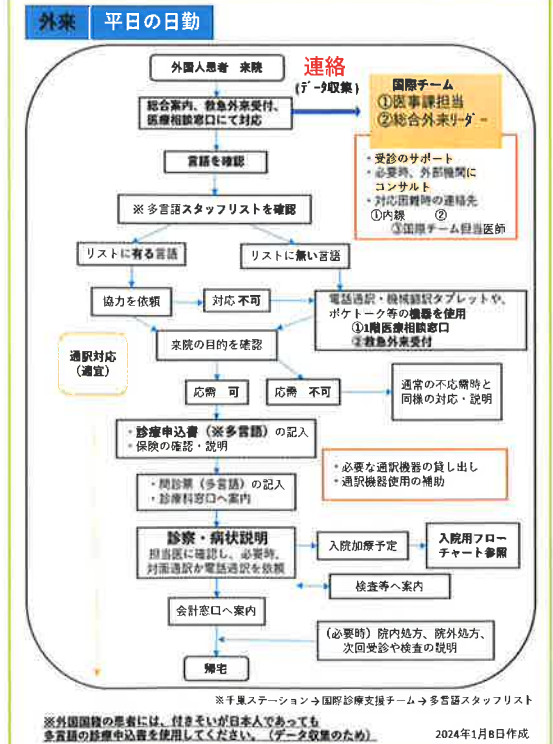 外来 平日の日勤
外国人患者 来院
連絡
(データ収集)
総合案内、救急外来受付、
医療相談窓口にて対応
国際チーム
①医事課担当
②総合外来リーダー
言語を確認
・受診のサポート
・必要時、外部機関に
コンサルト
・対応困難時の連絡先
①内線 ②
③国際チーム担当医師
※多言語スタッフリストを確認
リストに有る言語
リストに無い言語
協力を依頼
対応 不可
電話通訳・機械翻訳タブレットや、
ポケトーク等の機器を使用
①1階医療相談窓口
②救急外来受付
通訳対応
(適宜)
来院の目的を確認
応需 可
応需 不可
通常の不応需時と
同様の対応・説明
・診療申込書(※多言語)の記入
・保険の確認・説明
・問診票(多言語)の記入
・診療科窓口へ案内
・必要な通訳機器の貸し出し
・通訳機器使用の補助
診察・病状説明
担当医に確認し、必要時、
対面通訳か電話通訳を依頼
入院加療予定
入院用フロー
チャート参照
検査等へ案内
会計窓口へ案内
(必要時)院内処方、院外処方、
次回受診や検査の説明
帰宅
※千里ステーション→国際診療支援チーム→多言語スタッフリスト
※外国国籍の患者には、付きそいが日本人であっても
多言語の診療申込書を使用してください。(データ収集のため)
2024年1月8日作成